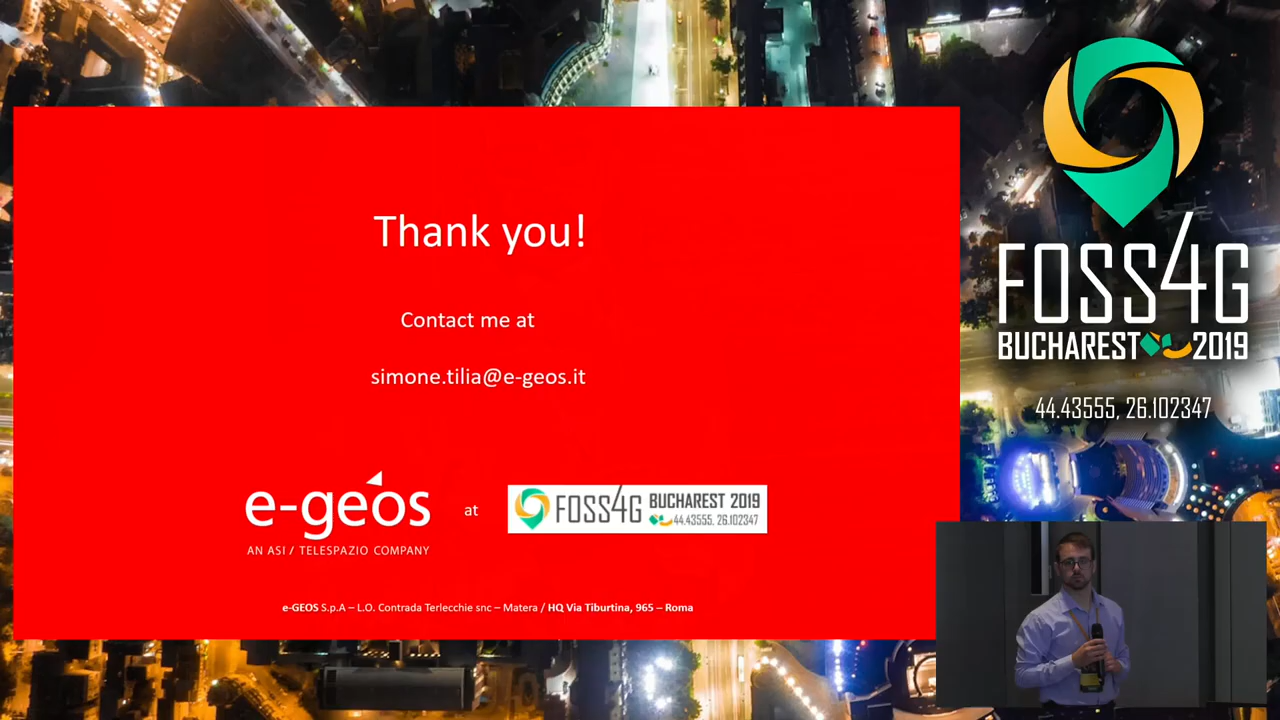 Thank you!
Contact me at
simone.tilia@e-geos.it
e-geos
at
FOSS4G BUCHAREST 2019
44.43555, 26.102347
AN ASI / TELESPAZIO COMPANY
e-GEOS S.p.A – L.O. Contrada Terlecchie snc – Matera / HQ Via Tiburtina, 965 – Roma
FOSS4G
BUCHAREST 2019
44.43555, 26.102347